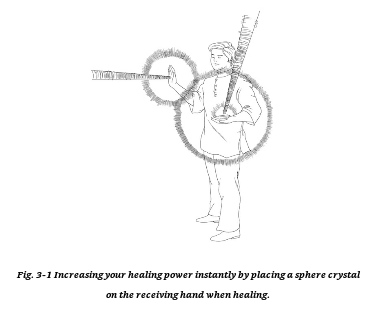 Fig. 3-1 Increasing your healing power instantly by placing a sphere crystal
on the receiving hand when healing.